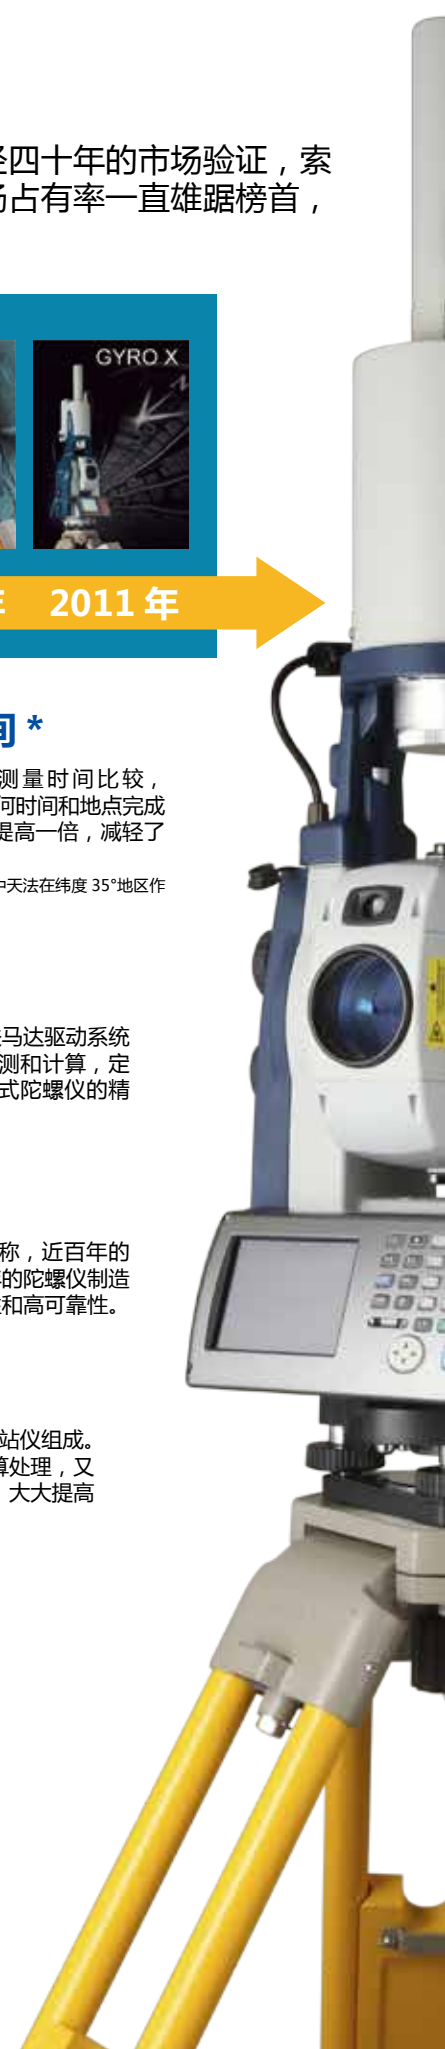 四十年的市场验证，索
占有率一直雄踞榜首，
GYRO X
2011 年
间 *
测量时间比较，
何时间和地点完成
提高一倍，减轻了
中天法在纬度 35°地区作
马达驱动系统
测和计算，定
式陀螺仪的精
称，近百年的
的陀螺仪制造
和高可靠性。
站仪组成。
算处理，又
大大提高